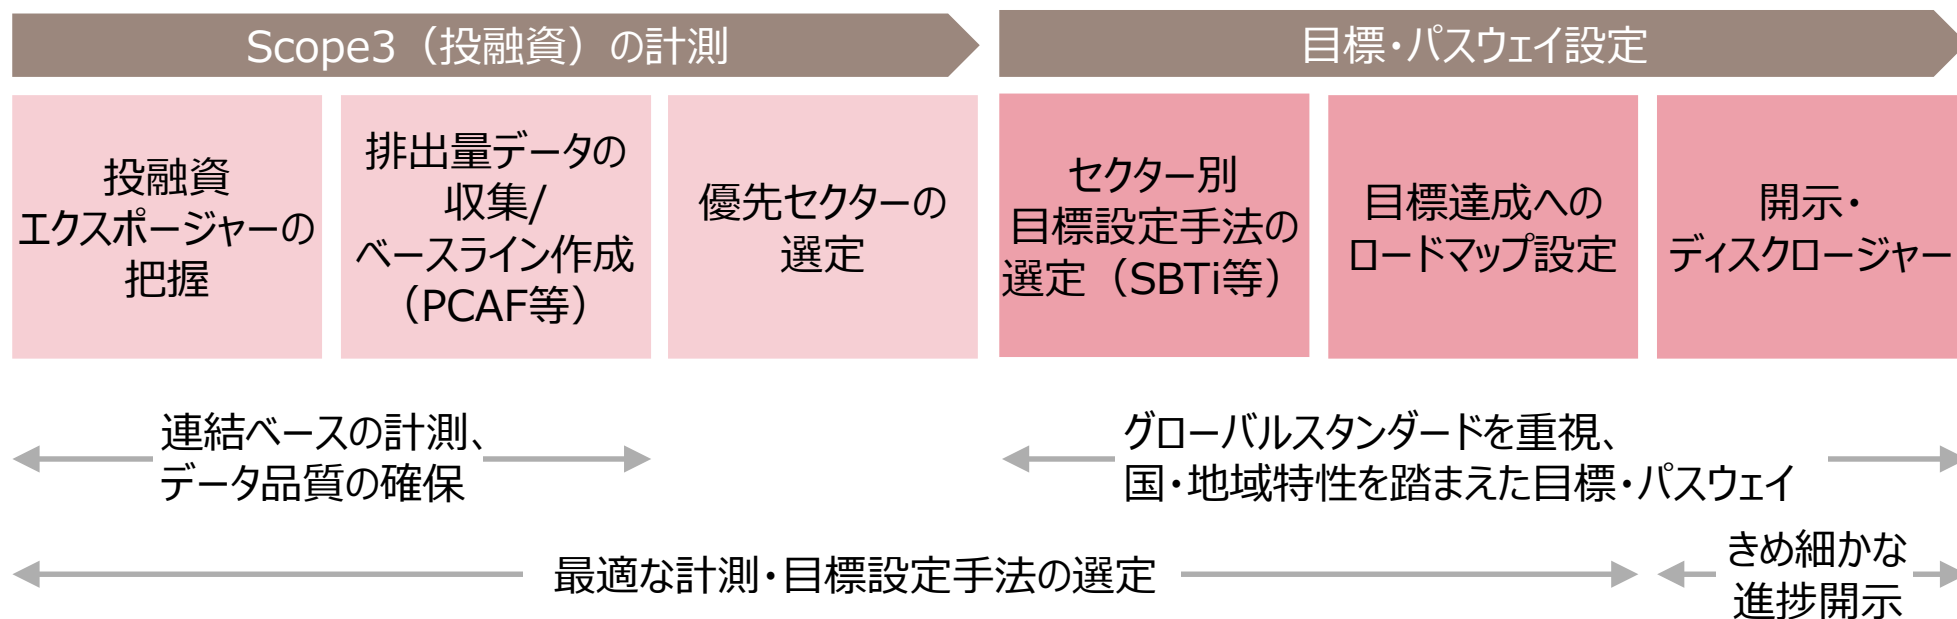 Scope3（投融資）の計測
目標・パスウェイ設定
投融資
エクスポージャーの
把握
排出量データの
収集/
ベースライン作成
（PCAF等）
優先セクターの
選定
セクター別
目標設定手法の
選定（SBTi等）
目標達成への
ロードマップ設定
開示・
ディスクロージャー
連結ベースの計測、
データ品質の確保
グローバルスタンダードを重視、
国・地域特性を踏まえた目標・パスウェイ
最適な計測・目標設定手法の選定
きめ細かな
進捗開示